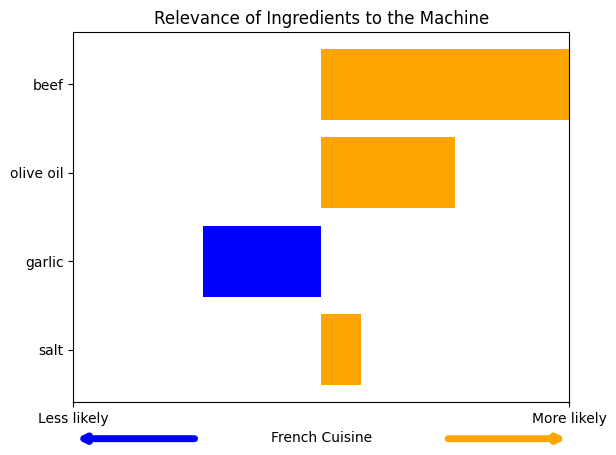 Relevance of Ingredients to the Machine
beef
olive oil
garlic
salt
Less likely
More likely
French Cuisine